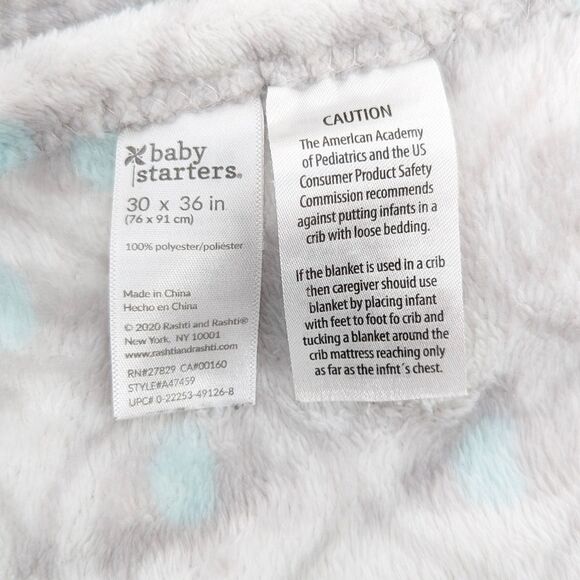 baby
starters®
30 x 36 in
(76 x 91 cm)
100% polyester/poliéster
Made in China
Hecho en China
© 2020 Rashti and Rashti®
New York, NY 10001
www.rashtiandrashti.com
RN#27829 CA#00160
STYLE#A47459
UPC# 0-22253-49126-8
CAUTION
The American Academy
of Pediatrics and the US
Consumer Product Safety
Commission recommends
against putting infants in a
crib with loose bedding.
If the blanket is used in a crib
then caregiver should use
blanket by placing infant
with feet to foot fo crib and
tucking a blanket around the
crib mattress reaching only
as far as the infnt´s chest.